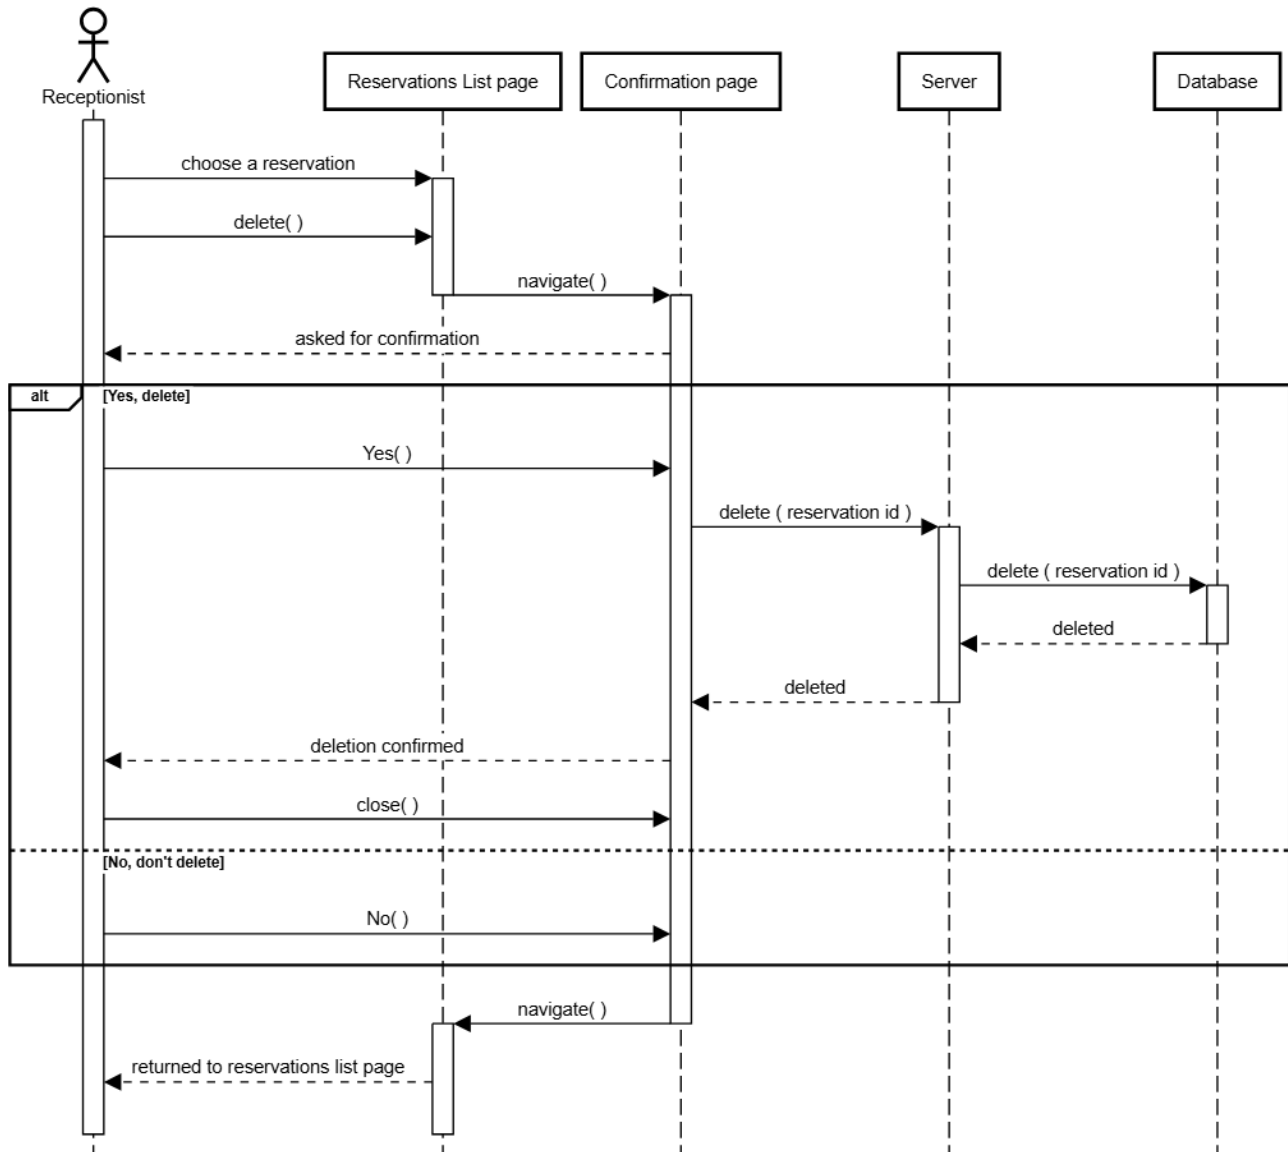 Receptionist
Reservations List page
Confirmation page
Server
Database
choose a reservation
delete( )
navigate( )
asked for confirmation
alt
[Yes, delete]
Yes( )
delete ( reservation id )
delete ( reservation id )
deleted
deleted
deletion confirmed
close( )
[No, don't delete]
No( )
navigate( )
returned to reservations list page